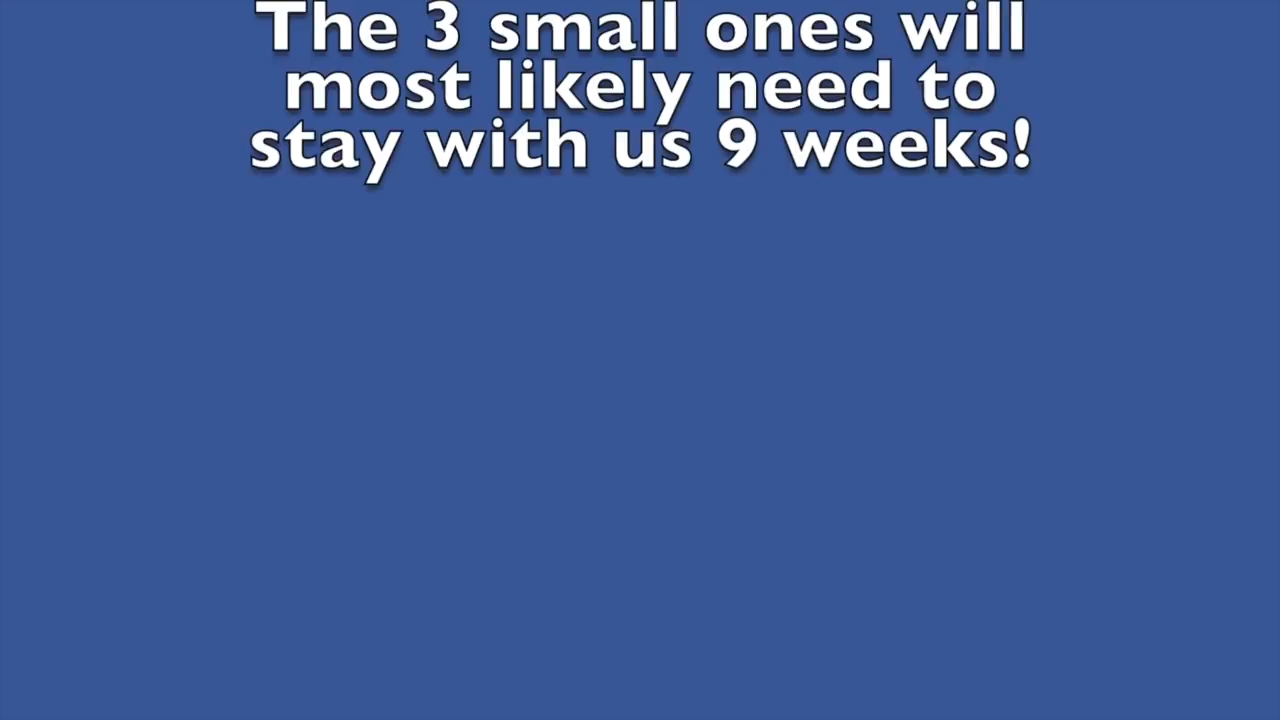 The 3 small ones will
most likely need to
stay with us 9 weeks!